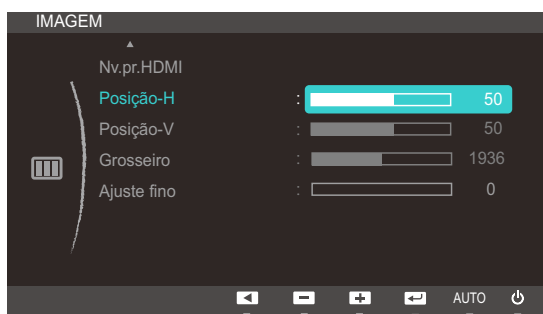 IMAGEM
Nv.pr.HDMI
Posição-H : 50
Posição-V : 50
Grosseiro : 1936
Ajuste fino : 0
AUTO